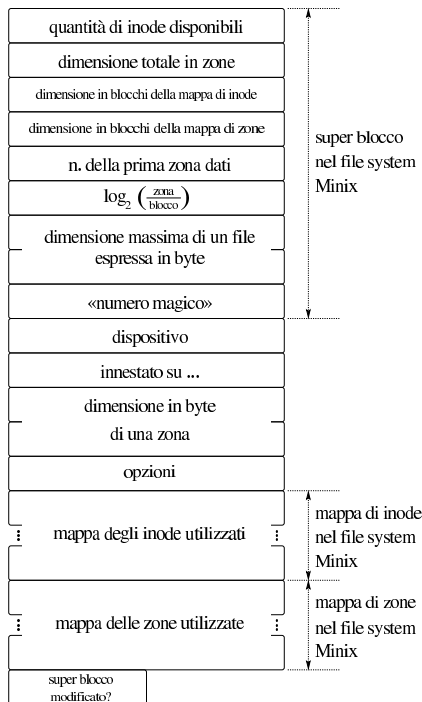 quantità di inode disponibili
dimensione totale in zone
dimensione in blocchi della mappa di inode
dimensione in blocchi della mappa di zone
n. della prima zona dati
log₂ (zona/blocco)
dimensione massima di un file
espressa in byte
«numero magico»
super blocco
nel file system
Minix
dispositivo
innestato su ...
dimensione in byte
di una zona
opzioni
mappa degli inode utilizzati
mappa di inode
nel file system
Minix
mappa delle zone utilizzate
mappa di zone
nel file system
Minix
super blocco
modificato?